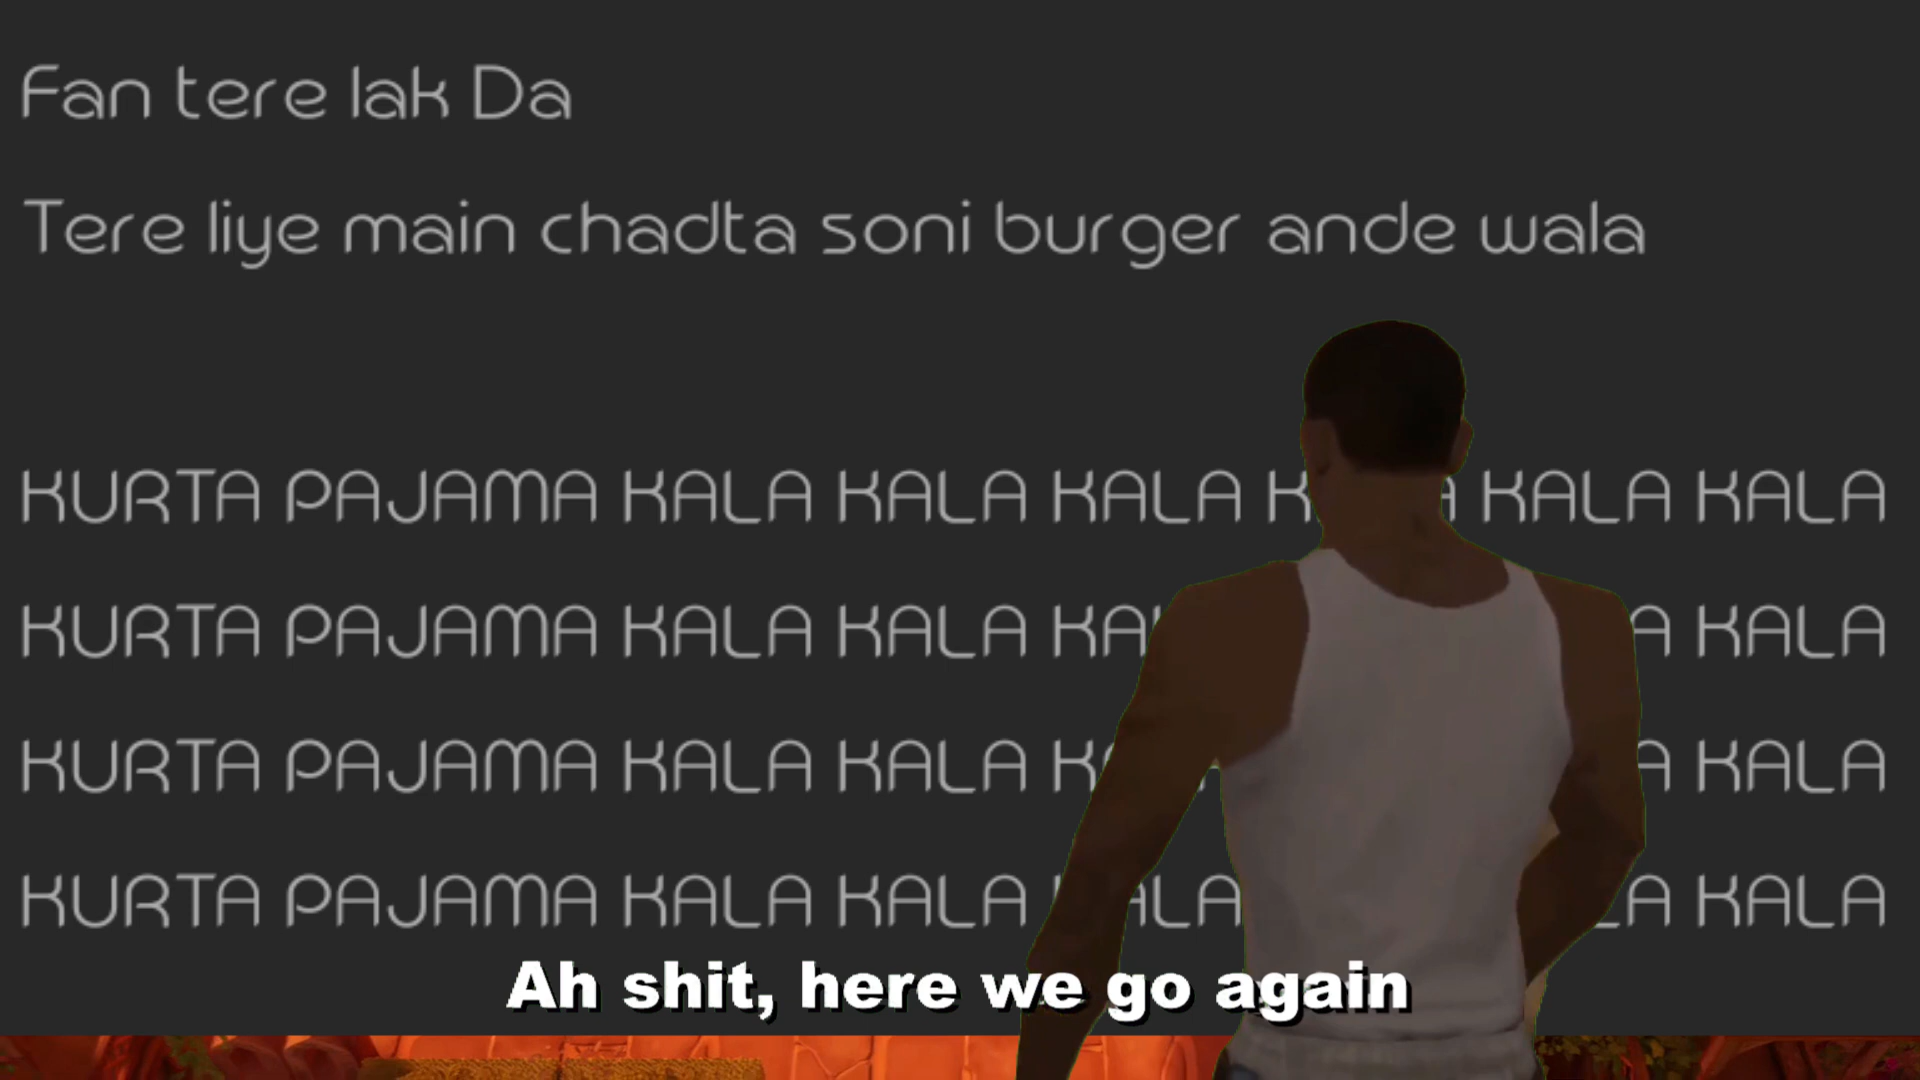 Fan tere lak Da
Tere liye main chadta soni burger ande wala
KURTA PAJAMA KALA KALA KALA KALA KALA
KURTA PAJAMA KALA KALA KALA
KURTA PAJAMA KALA KALA KALA
KURTA PAJAMA KALA KALA KALA KALA
Ah shit, here we go again